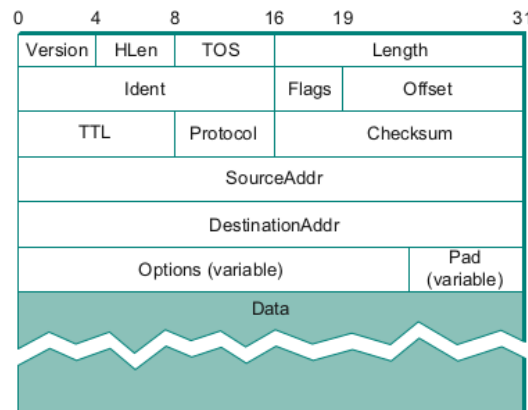 0 4 8 16 19 31
Version HLen TOS Length
Ident Flags Offset
TTL Protocol Checksum
SourceAddr
DestinationAddr
Options (variable) Pad
(variable)
Data